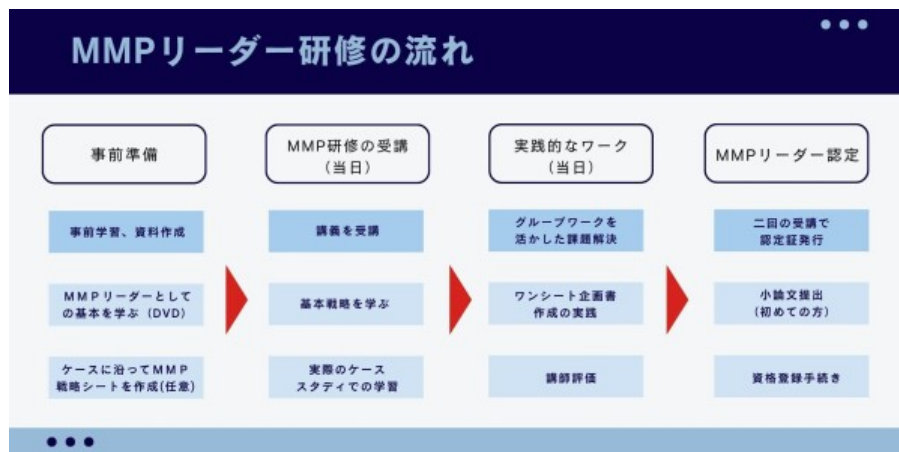 MMPリーダー研修の流れ
事前準備
事前学習、資料作成
MMPリーダーとして
の基本を学ぶ（DVD）
ケースに沿ってMMP
戦略シートを作成(任意)
MMP研修の受講
（当日）
講義を受講
基本戦略を学ぶ
実際のケース
スタディでの学習
実践的なワーク
（当日）
グループワークを
活かした課題解決
ワンシート企画書
作成の実践
講師評価
MMPリーダー認定
二回の受講で
認定証発行
小論文提出
(初めての方)
資格登録手続き